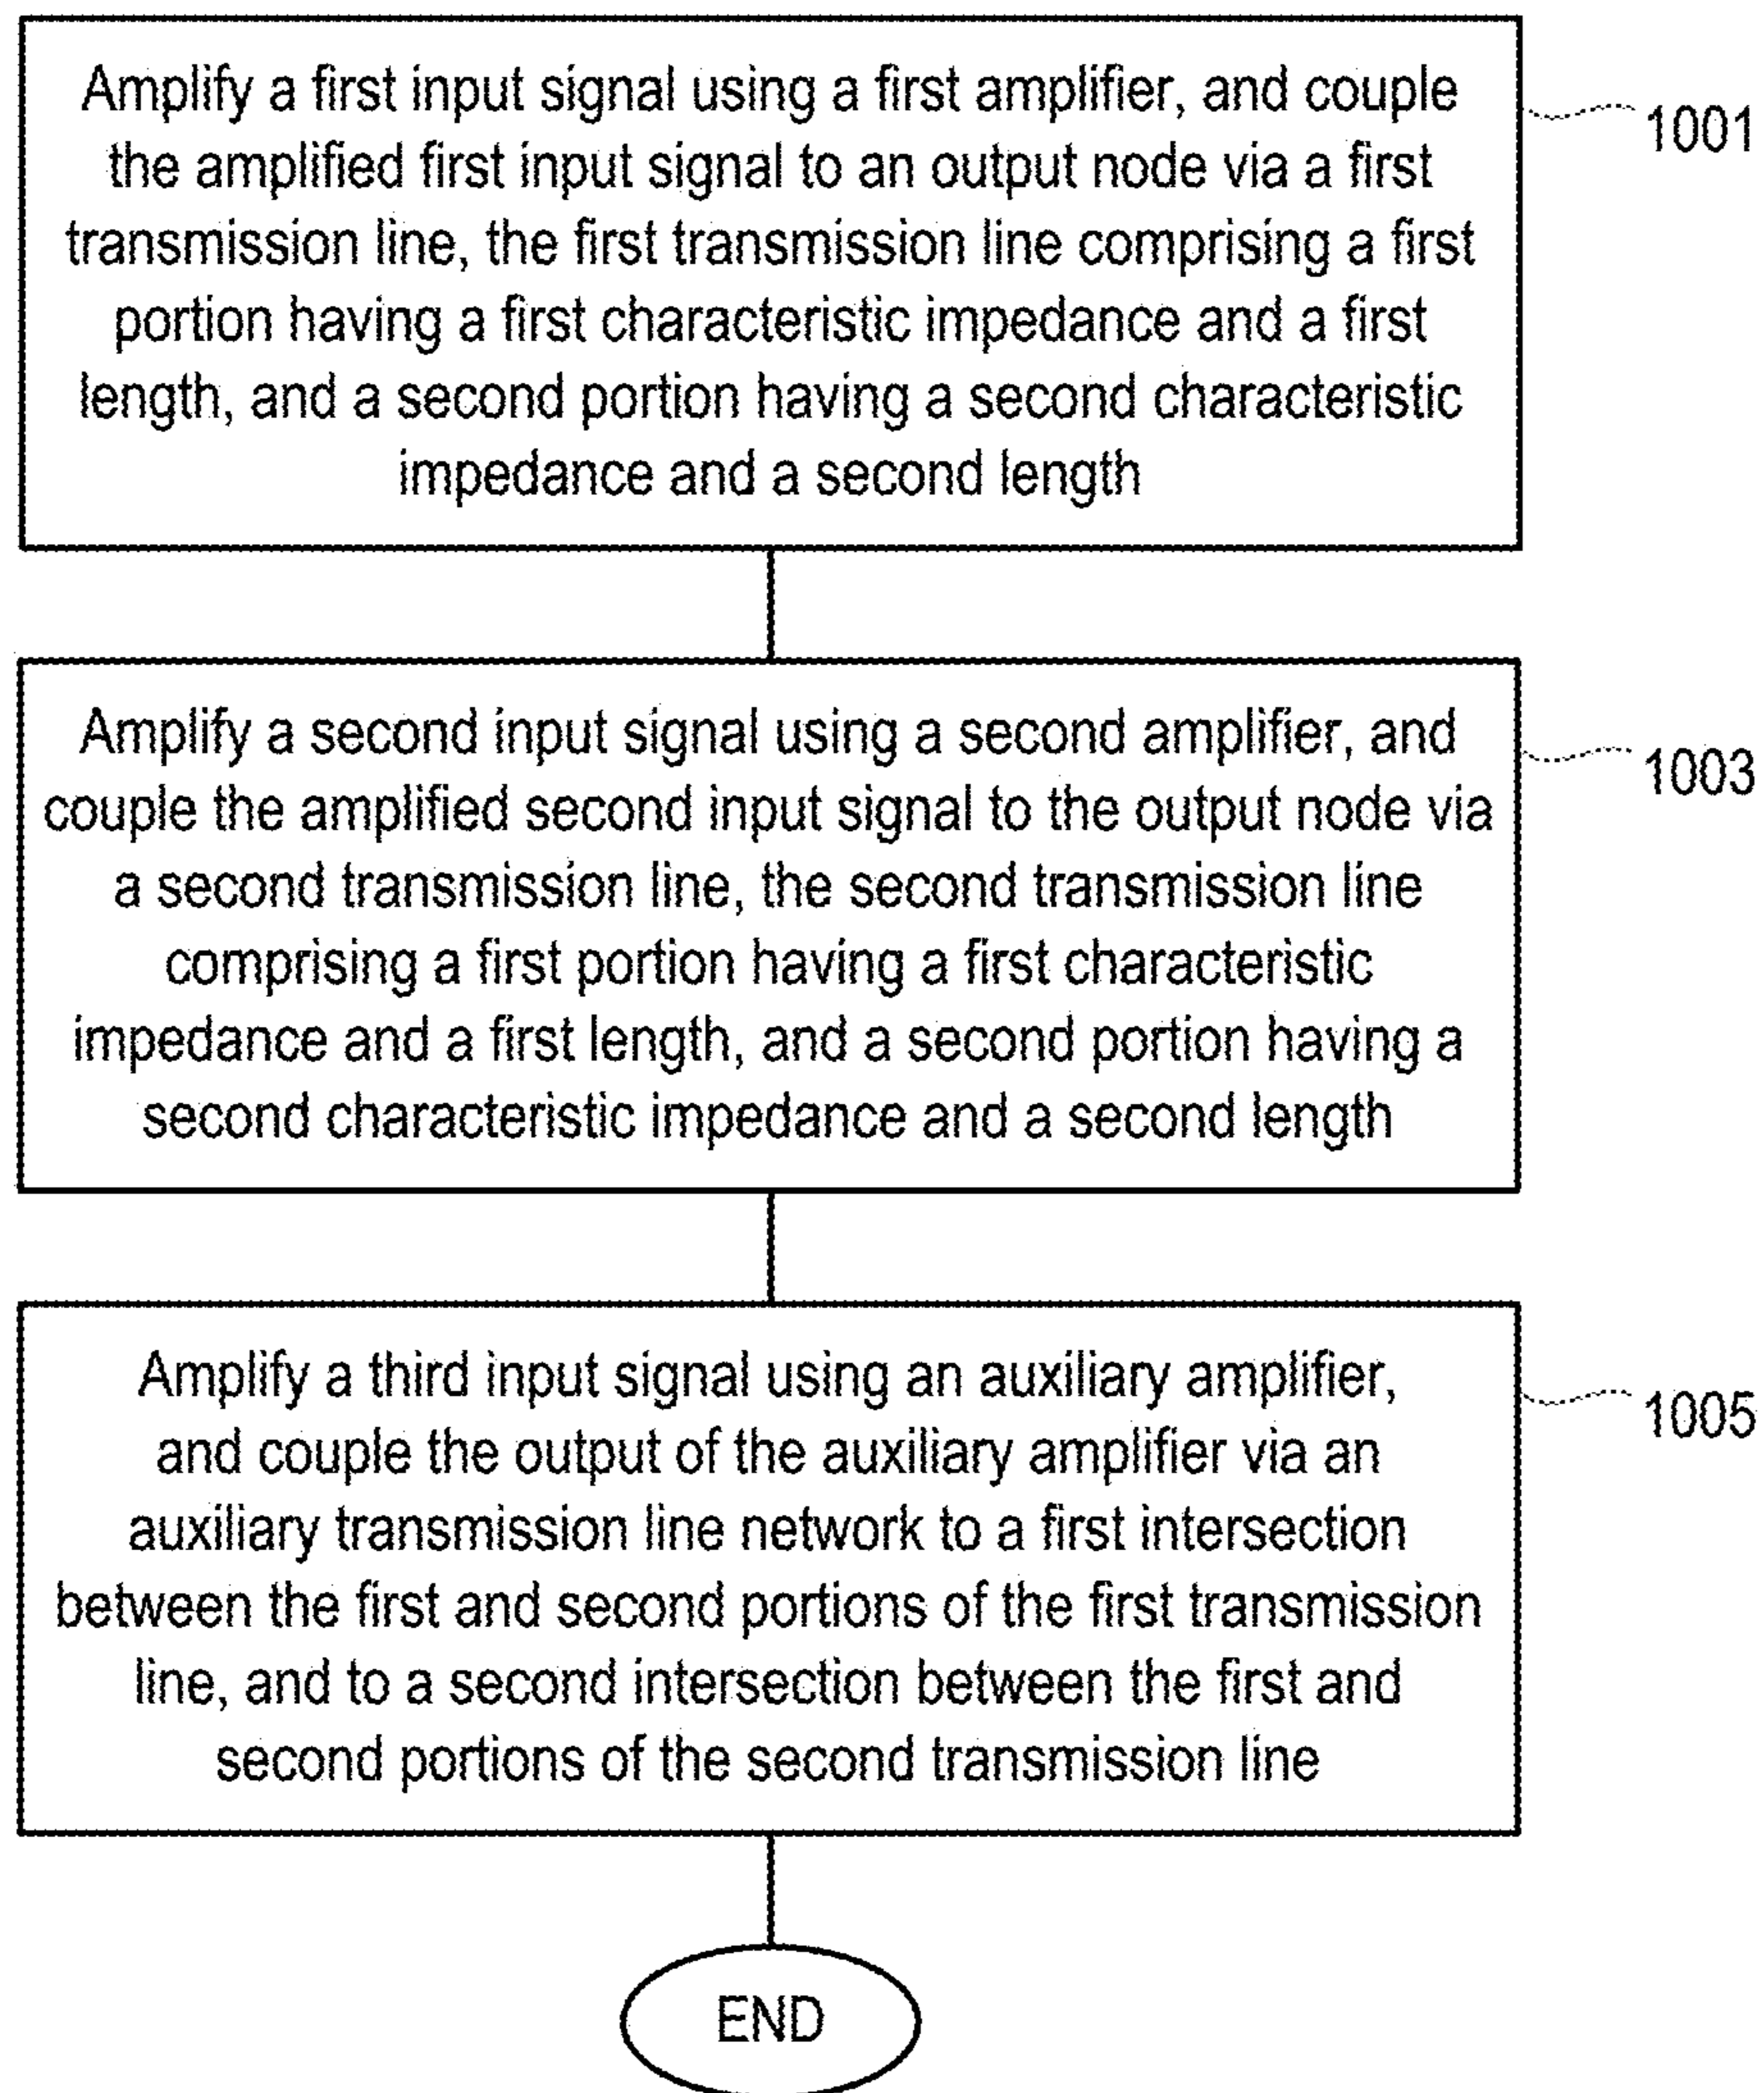 Amplify a first input signal using a first amplifier, and couple
the amplified first input signal to an output node via a first
transmission line, the first transmission line comprising a first
portion having a first characteristic impedance and a first
length, and a second portion having a second characteristic
impedance and a second length
1001
Amplify a second input signal using a second amplifier, and
couple the amplified second input signal to the output node via
a second transmission line, the second transmission line
comprising a first portion having a first characteristic
impedance and a first length, and a second portion having a
second characteristic impedance and a second length
1003
Amplify a third input signal using an auxiliary amplifier,
and couple the output of the auxiliary amplifier via an
auxiliary transmission line network to a first intersection
between the first and second portions of the first transmission
line, and to a second intersection between the first and
second portions of the second transmission line
1005
END